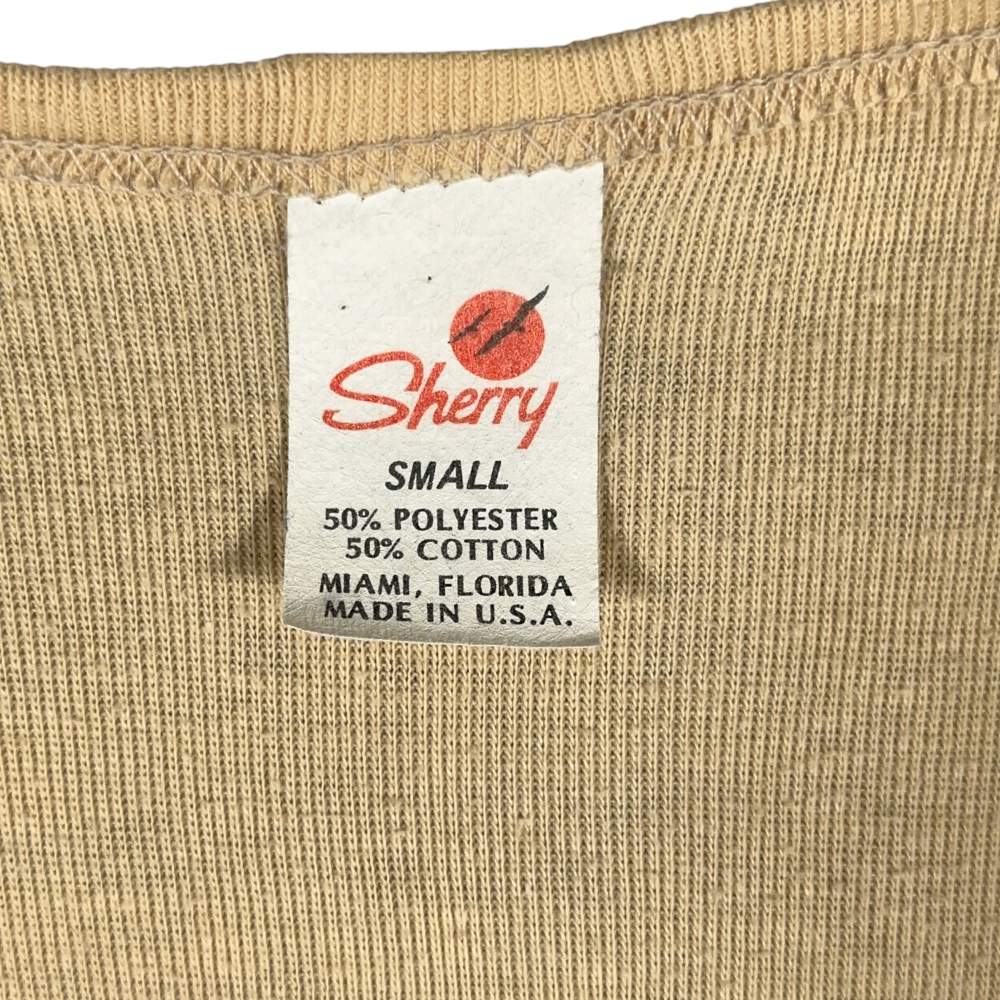 Sherry
SMALL
50% POLYESTER
50% COTTON
MIAMI, FLORIDA
MADE IN U.S.A.